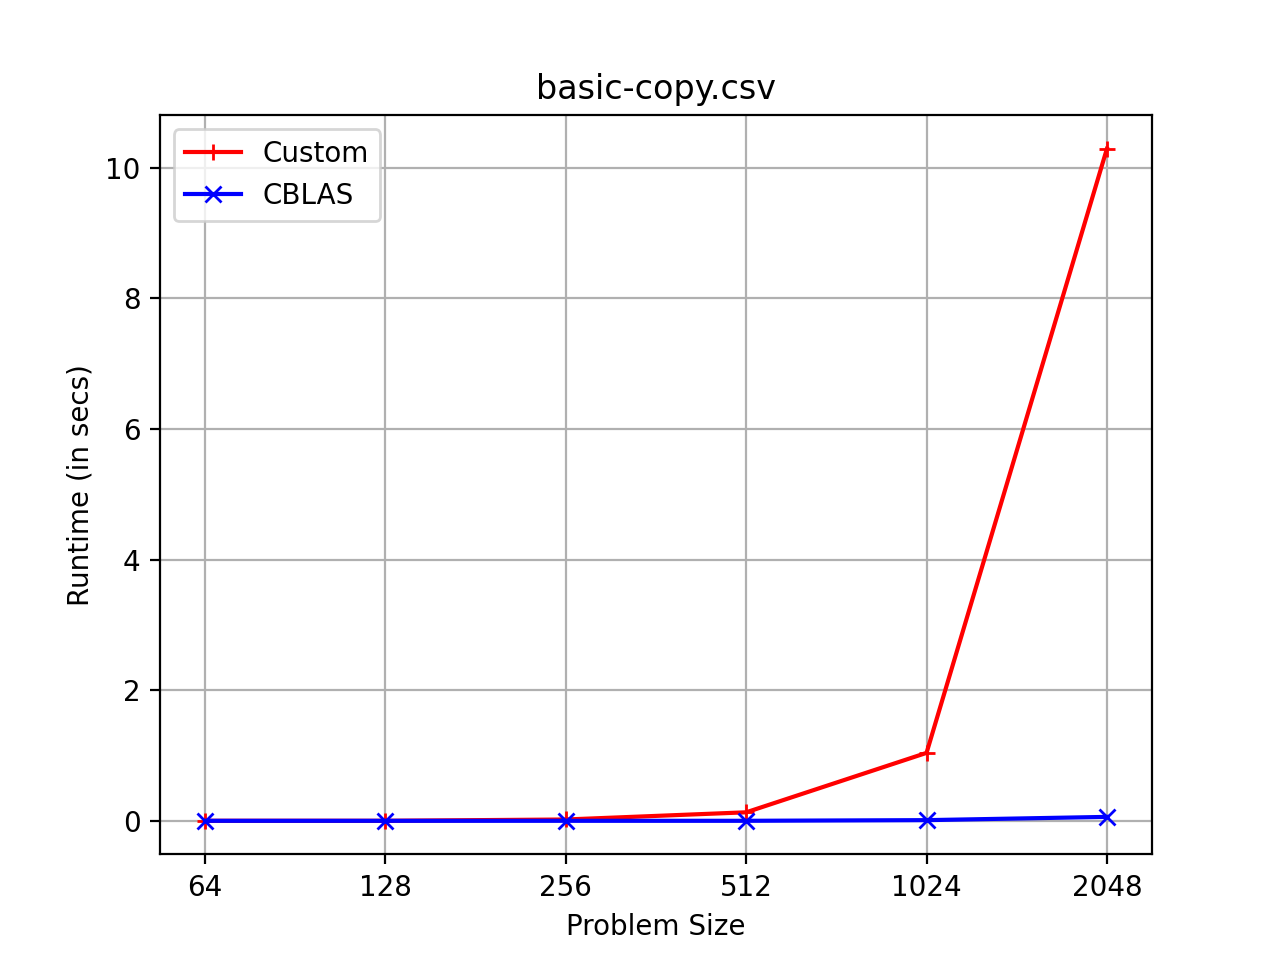 basic-copy.csv
Custom
CBLAS
10
8
6
4
2
0
Runtime (in secs)
64 128 256 512 1024 2048
Problem Size